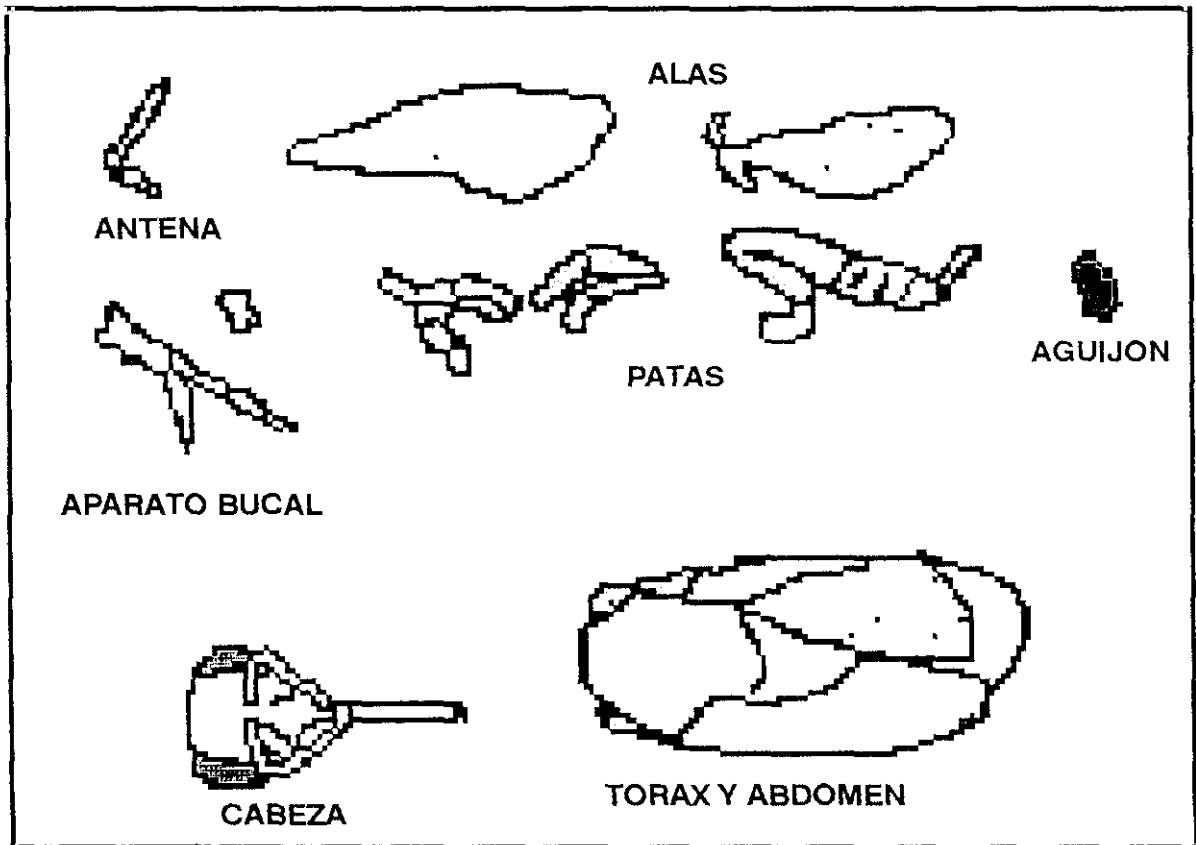 ALAS
ANTENA
AGUIJON
PATAS
APARATO BUCAL
TORAX Y ABDOMEN
CABEZA